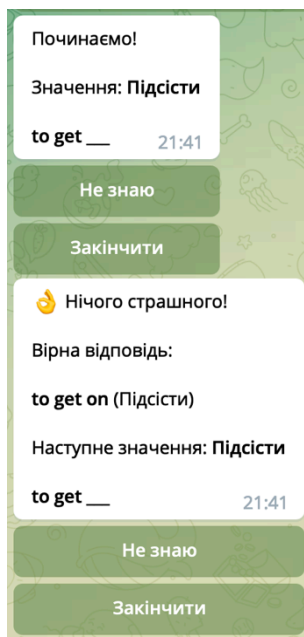 Починаємо!
Значення: Підсісти
to get ___
21:41
Не знаю
Закінчити
👌 Нічого страшного!
Вірна відповідь:
to get on (Підсісти)
Наступне значення: Підсісти
to get ___
21:41
Не знаю
Закінчити